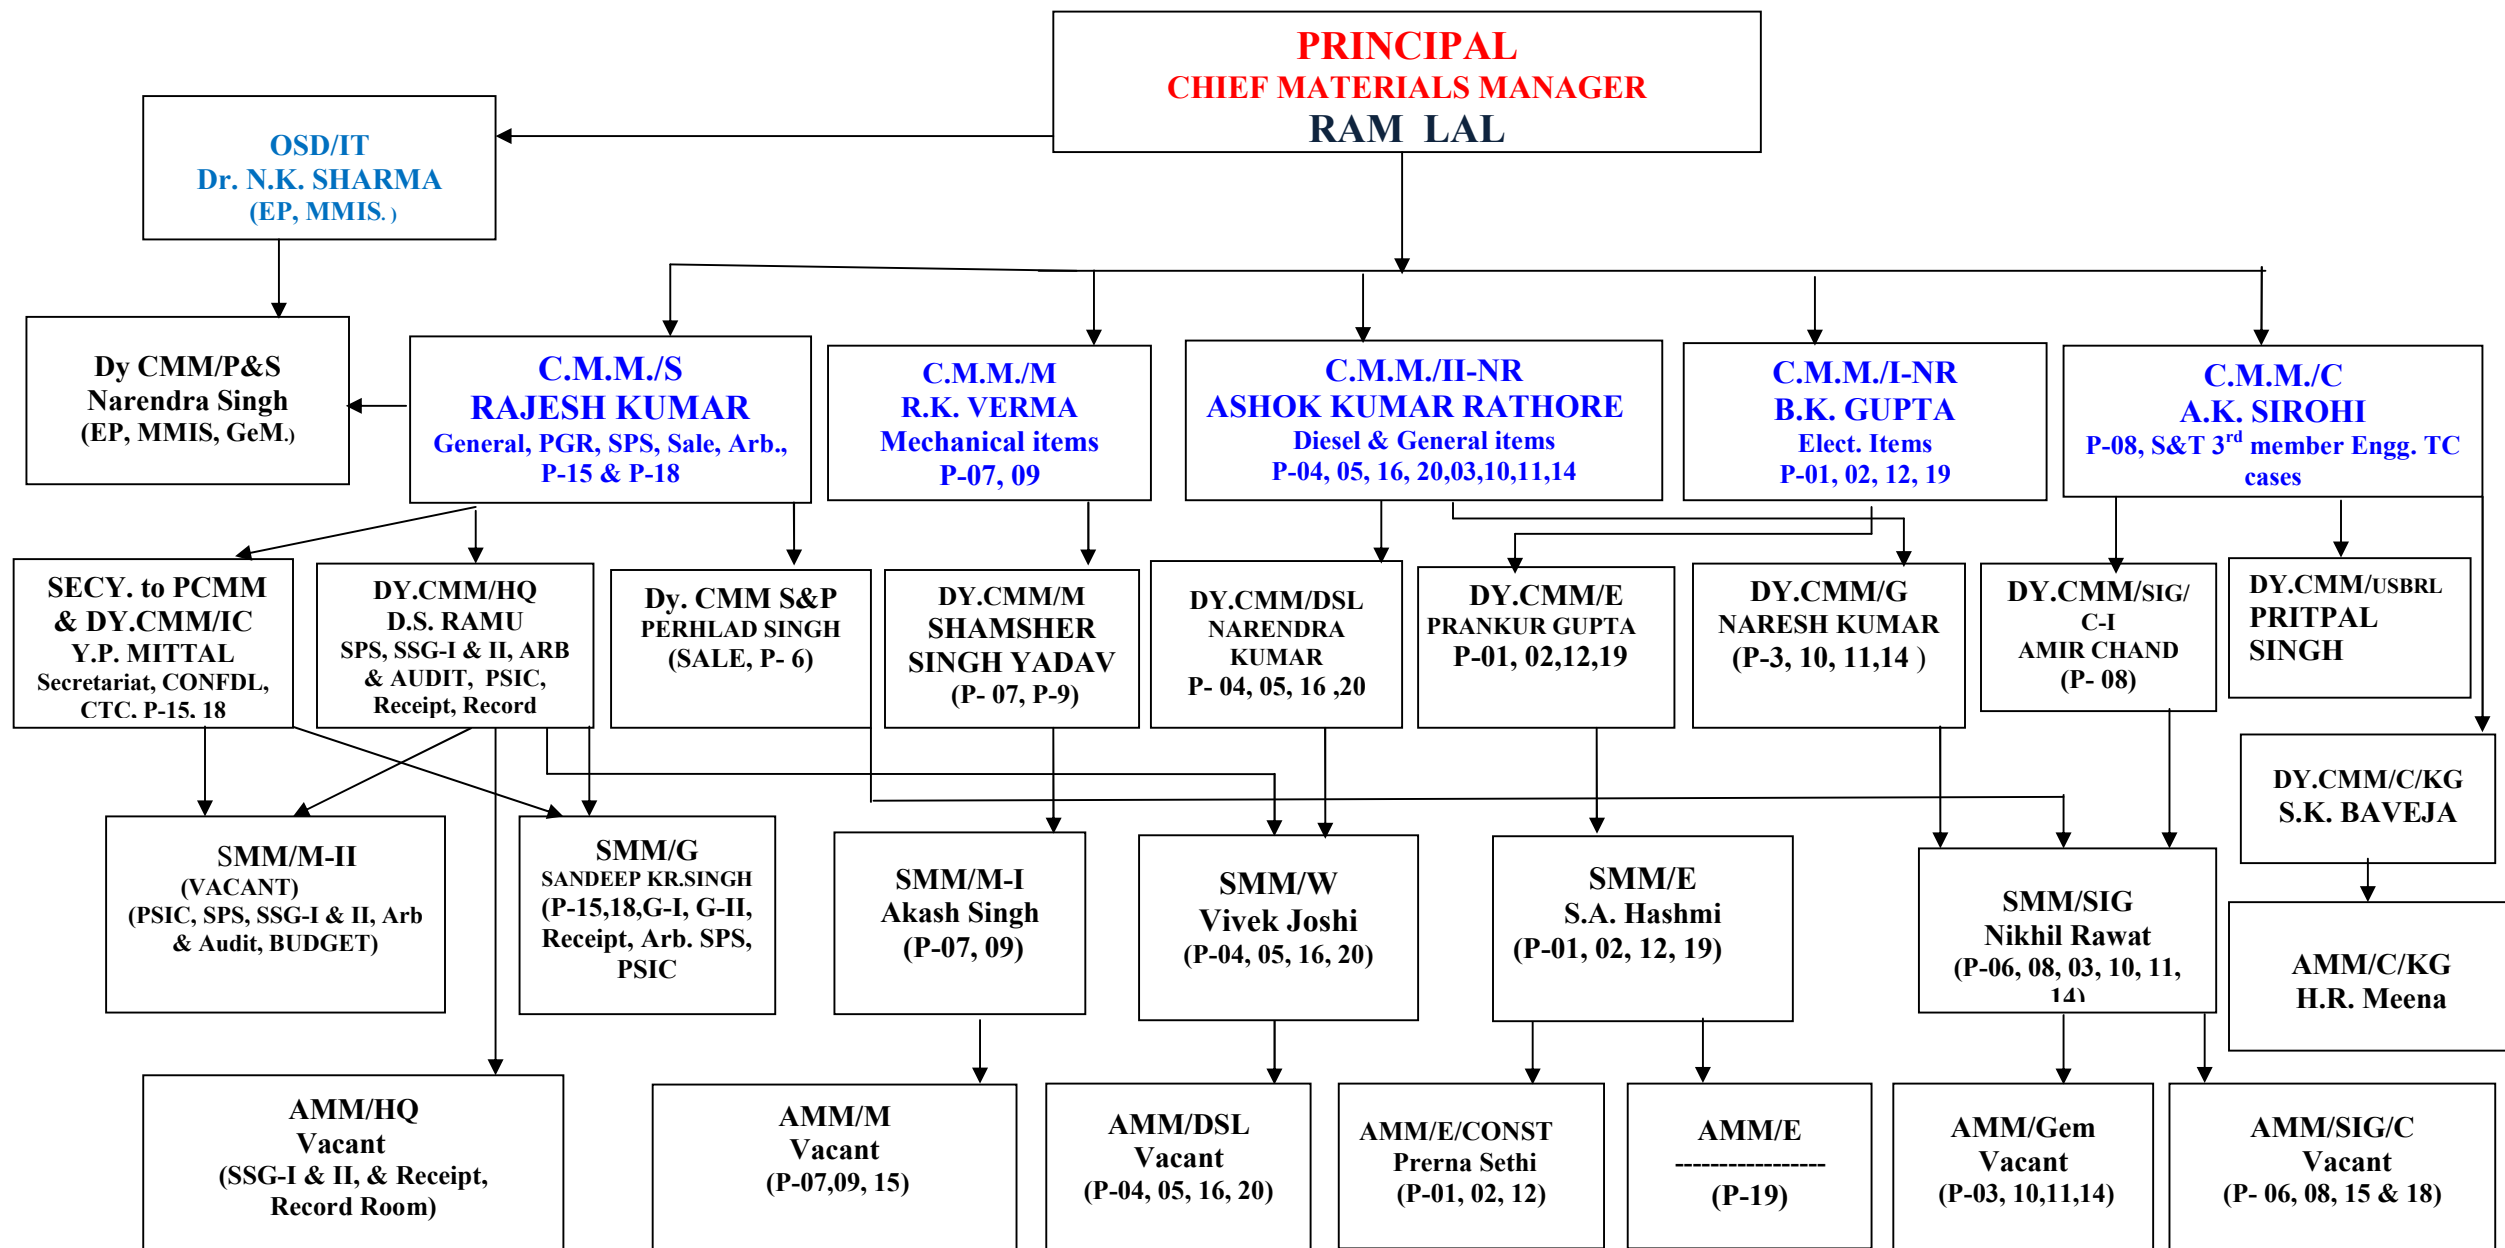 PRINCIPAL
CHIEF MATERIALS MANAGER
RAM LAL
OSD/IT
Dr. N.K. SHARMA
(EP, MMIS. )
Dy CMM/P&S
Narendra Singh
(EP, MMIS, GeM.)
C.M.M./S
RAJESH KUMAR
General, PGR, SPS, Sale, Arb.,
P-15 & P-18
C.M.M./M
R.K. VERMA
Mechanical items
P-07, 09
C.M.M./II-NR
ASHOK KUMAR RATHORE
Diesel & General items
P-04, 05, 16, 20,03,10,11,14
C.M.M./I-NR
B.K. GUPTA
Elect. Items
P-01, 02, 12, 19
C.M.M./C
A.K. SIROHI
P-08, S&T 3rd member Engg. TC
cases
SECY. to PCMM
& DY.CMM/IC
Y.P. MITTAL
Secretariat, CONFDL,
CTC, P-15, 18
DY.CMM/HQ
D.S. RAMU
SPS, SSG-I & II, ARB
& AUDIT, PSIC,
Receipt, Record
Dy. CMM S&P
PERHLAD SINGH
(SALE, P- 6)
DY.CMM/M
SHAMSHER
SINGH YADAV
(P- 07, P-9)
DY.CMM/DSL
NARENDRA
KUMAR
P- 04, 05, 16 ,20
DY.CMM/E
PRANKUR GUPTA
P-01, 02,12,19
DY.CMM/G
NARESH KUMAR
(P-3, 10, 11,14 )
DY.CMM/SIG/
C-I
AMIR CHAND
(P- 08)
DY.CMM/USBRL
PRITPAL
SINGH
DY.CMM/C/KG
S.K. BAVEJA
SMM/M-II
(VACANT)
(PSIC, SPS, SSG-I & II, Arb
& Audit, BUDGET)
SMM/G
SANDEEP KR.SINGH
(P-15,18,G-I, G-II,
Receipt, Arb. SPS,
PSIC
SMM/M-I
Akash Singh
(P-07, 09)
SMM/W
Vivek Joshi
(P-04, 05, 16, 20)
SMM/E
S.A. Hashmi
(P-01, 02, 12, 19)
SMM/SIG
Nikhil Rawat
(P-06, 08, 03, 10, 11,
14)
AMM/C/KG
H.R. Meena
AMM/HQ
Vacant
(SSG-I & II, & Receipt,
Record Room)
AMM/M
Vacant
(P-07,09, 15)
AMM/DSL
Vacant
(P-04, 05, 16, 20)
AMM/E/CONST
Prerna Sethi
(P-01, 02, 12)
AMM/E
-----------------
(P-19)
AMM/Gem
Vacant
(P-03, 10,11,14)
AMM/SIG/C
Vacant
(P- 06, 08, 15 & 18)